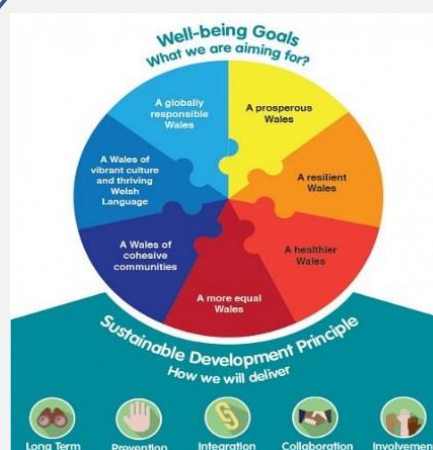 Well-being Goals
What we are aiming for?
A prosperous
Wales
A resilient
Wales
A healthier
Wales
A more equal
Wales
A Wales of
cohesive
communities
A Wales of
vibrant culture
and thriving
Welsh
Language
A globally
responsible
Wales
Sustainable Development Principle
How we will deliver
Long Term
Prevention
Integration
Collaboration
Involvement